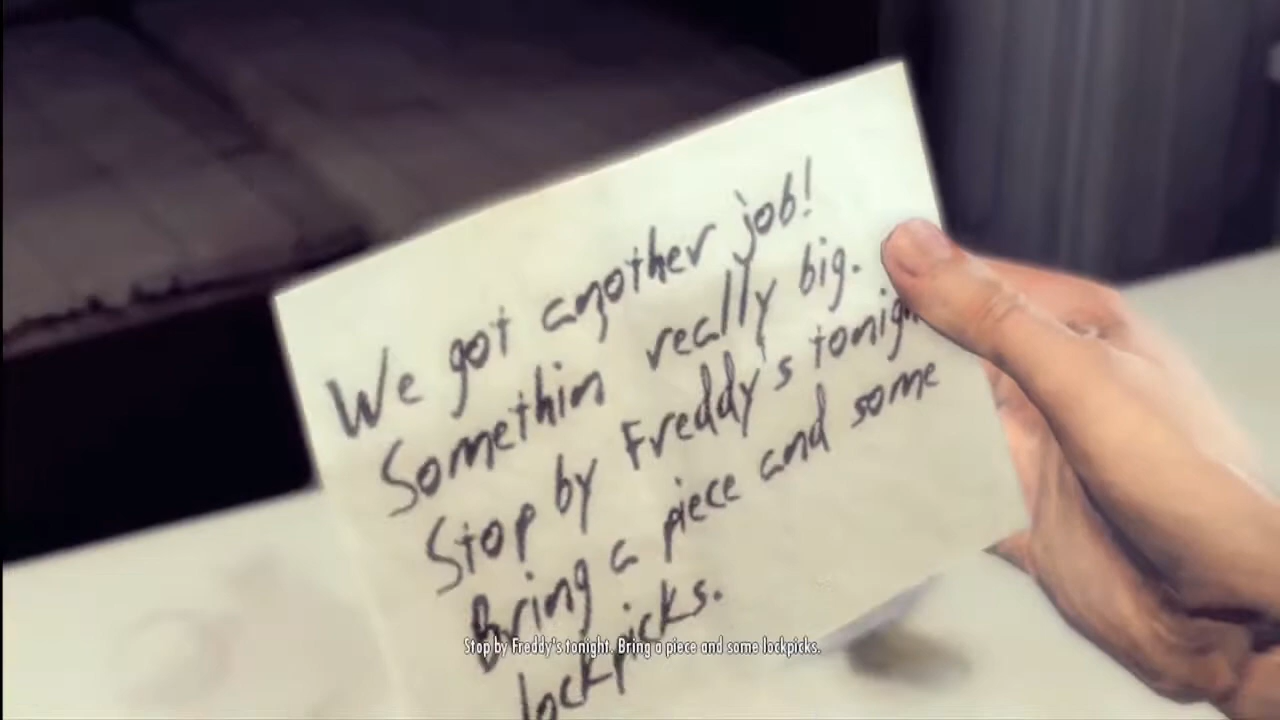 We got another job!
Somethin really big.
Stop by Freddy's tonigh
Bring a piece and some
lockpicks.
Stop by Freddy's tonight. Bring a piece and some lockpicks.